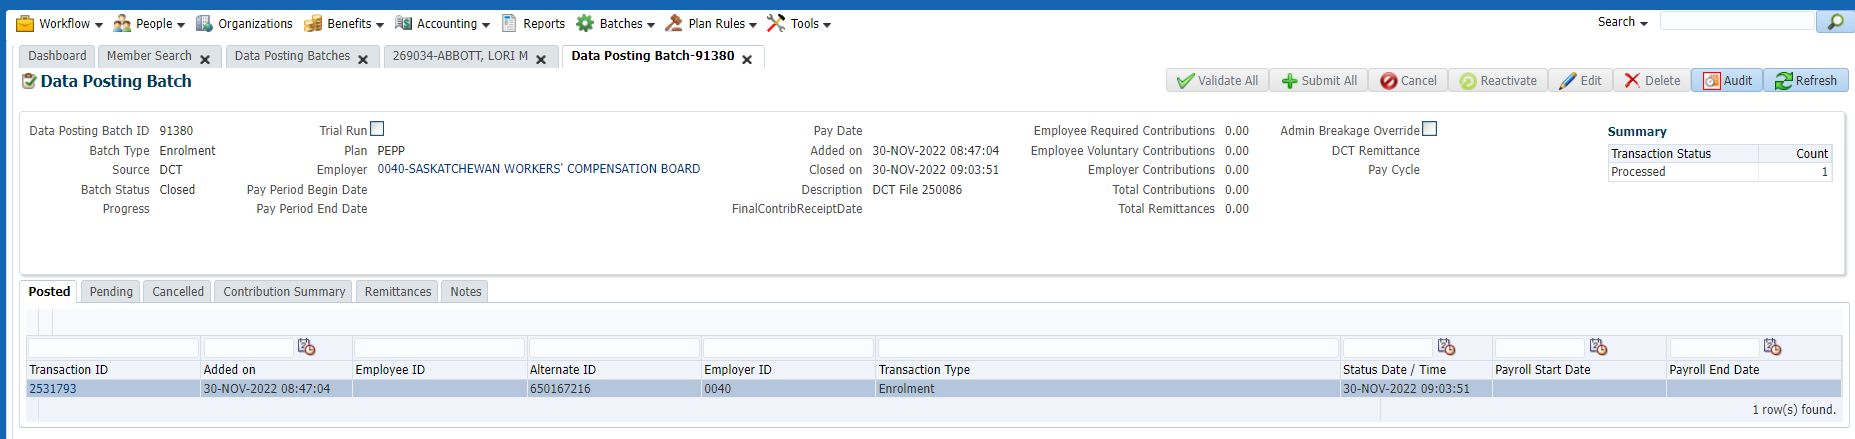 Workflow People Organizations Benefits Accounting Reports Batches Plan Rules Tools Search
Dashboard Member Search Data Posting Batches 269034-ABBOTT, LORI M Data Posting Batch-91380
Data Posting Batch Validate All Submit All Cancel Reactivate Edit Delete Audit Refresh
Data Posting Batch ID 91380 Trial Run Pay Date Employee Required Contributions 0.00 Admin Breakage Override Summary
Batch Type Enrolment Plan PEPP Added on 30-NOV-2022 08:47:04 Employee Voluntary Contributions 0.00 DCT Remittance Transaction Status Count
Source DCT Employer 0040-SASKATCHEWAN WORKERS' COMPENSATION BOARD Closed on 30-NOV-2022 09:03:51 Employer Contributions 0.00 Pay Cycle Processed 1
Batch Status Closed Pay Period Begin Date Description DCT File 250086 Total Contributions 0.00
Progress Pay Period End Date FinalContribReceiptDate Total Remittances 0.00
Posted Pending Cancelled Contribution Summary Remittances Notes
Transaction ID Added on Employee ID Alternate ID Employer ID Transaction Type Status Date / Time Payroll Start Date Payroll End Date
2531793 30-NOV-2022 08:47:04 650167216 0040 Enrolment 30-NOV-2022 09:03:51
1 row(s) found.